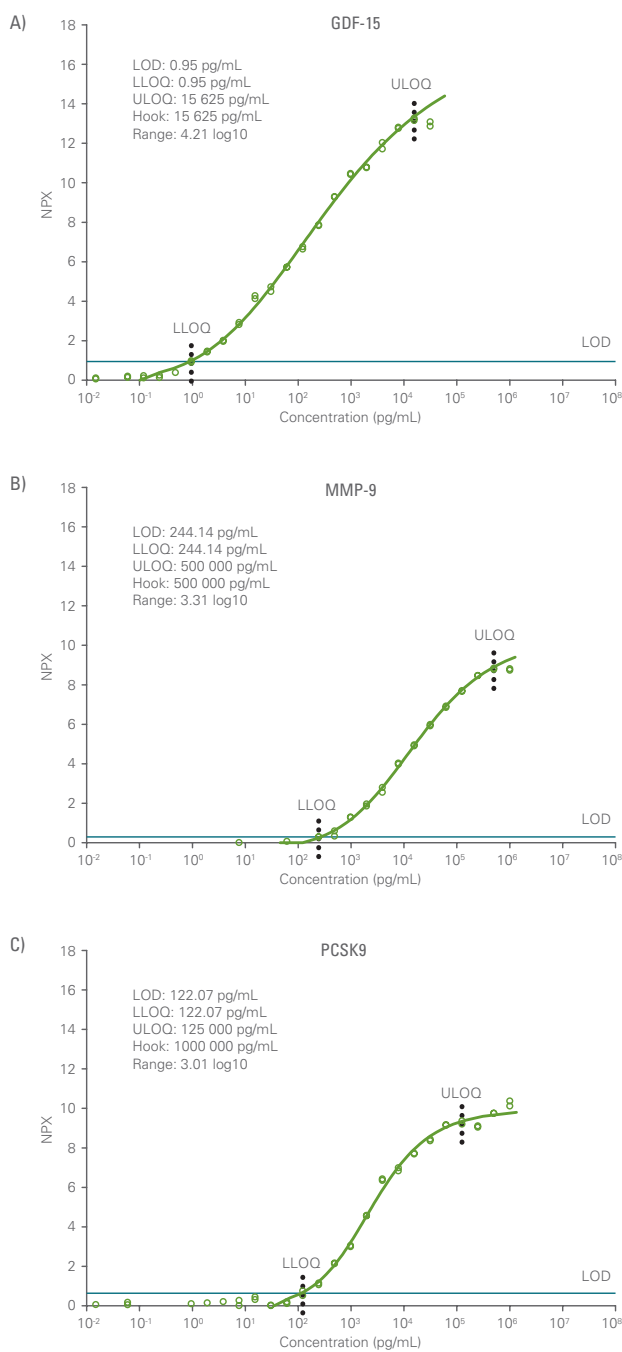 A)
GDF-15
18
16
14
12
10
8
6
4
2
0
NPX
LOD: 0.95 pg/mL
LLOQ: 0.95 pg/mL
ULOQ: 15 625 pg/mL
Hook: 15 625 pg/mL
Range: 4.21 log10
ULOQ
LLOQ
LOD
10-2 10-1 100 101 102 103 104 105 106 107 108
Concentration (pg/mL)
B)
MMP-9
18
16
14
12
10
8
6
4
2
0
NPX
LOD: 244.14 pg/mL
LLOQ: 244.14 pg/mL
ULOQ: 500 000 pg/mL
Hook: 500 000 pg/mL
Range: 3.31 log10
ULOQ
LLOQ
LOD
10-2 10-1 100 101 102 103 104 105 106 107 108
Concentration (pg/mL)
C)
PCSK9
18
16
14
12
10
8
6
4
2
0
NPX
LOD: 122.07 pg/mL
LLOQ: 122.07 pg/mL
ULOQ: 125 000 pg/mL
Hook: 1000 000 pg/mL
Range: 3.01 log10
ULOQ
LLOQ
LOD
10-2 10-1 100 101 102 103 104 105 106 107 108
Concentration (pg/mL)